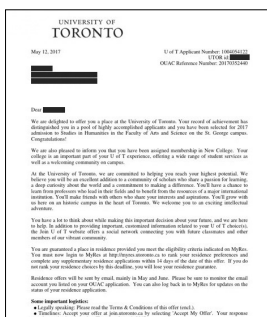 UNIVERSITY OF
TORONTO
May 12, 2017
U of T Applicant Number: 1004054122
UTOR id:
OUAC Reference Number: 20170352440
Dear
We are delighted to offer you a place at the University of Toronto. Your record of achievement has
distinguished you in a pool of highly accomplished applicants and you have been selected for 2017
admission to Studies in Humanities in the Faculty of Arts and Science on the St. George campus.
Congratulations!
We are also pleased to inform you that you have been assigned membership in New College. Your
college is an important part of your U of T experience, offering a wide range of student services as
well as a welcoming community on campus.
At the University of Toronto, we are committed to helping you reach your highest potential. We
believe you will be an excellent addition to a community of scholars who share a passion for learning,
a deep curiosity about the world and a commitment to making a difference. You'll have a chance to
learn from professors who lead in their fields and to benefit from the resources of a major international
institution. You'll make friends with others who share your interests and aspirations. You'll grow with
us here on an historic campus in the heart of Toronto. We welcome you to an exciting intellectual
adventure.
You have a lot to think about while making this important decision about your future, and we are here
to help. In addition to providing important, customized information related to your U of T choice(s),
the Join U of T website offers a social network connecting you with future classmates and other
members of our vibrant community.
You are guaranteed a place in residence provided you meet the eligibility criteria indicated on MyRes.
You must now login to MyRes at http://myres.utoronto.ca to rank your residence preferences and
complete any supplementary residence applications within 14 days of the date of this offer. If you do
not rank your residence choices by this deadline, you will lose your residence guarantee.
Residence offers will be sent by email, mainly in May and June. Please be sure to monitor the email
account you listed on your OUAC application. You can also log back in to MyRes for updates on the
status of your residence application.
Some important logistics:
• Legally speaking: Please read the Terms & Conditions of this offer (encl.)
• Timelines: Accept your offer at join.utoronto.ca by selecting 'Accept My Offer'. Your response